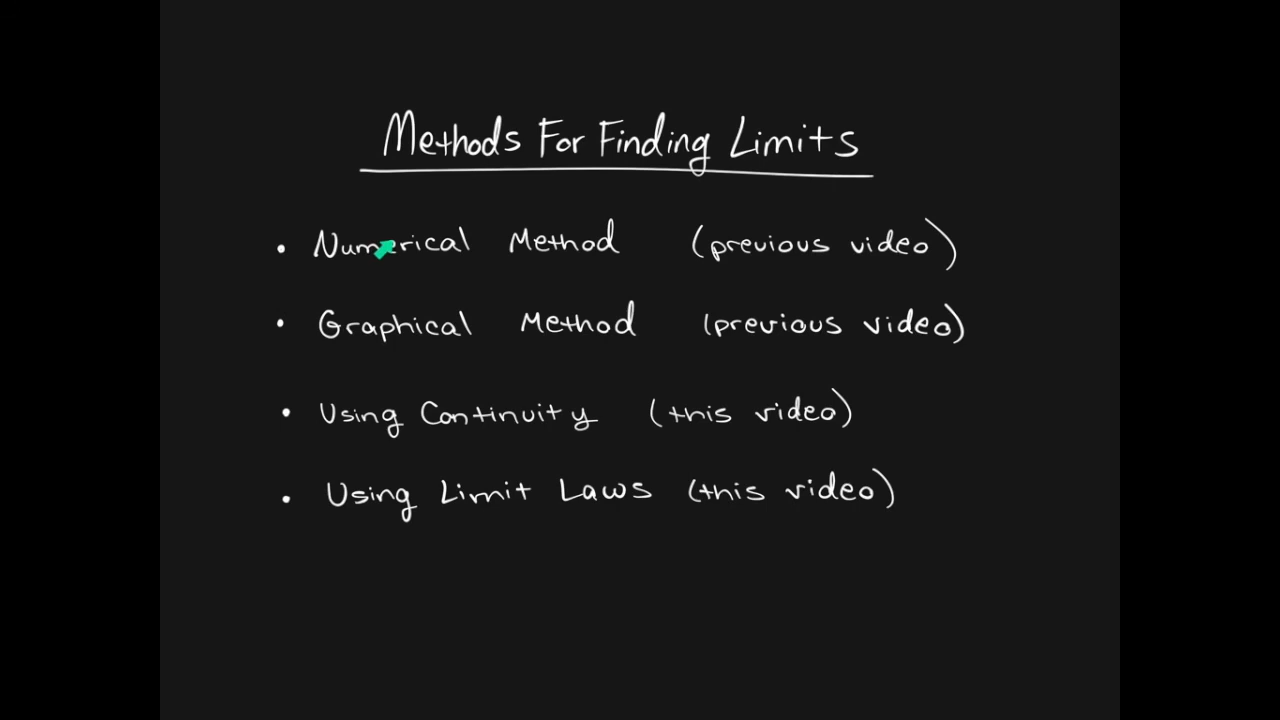 Methods For Finding Limits
• Numerical Method (previous video)
• Graphical Method (previous video)
• Using Continuity (this video)
• Using Limit Laws (this video)